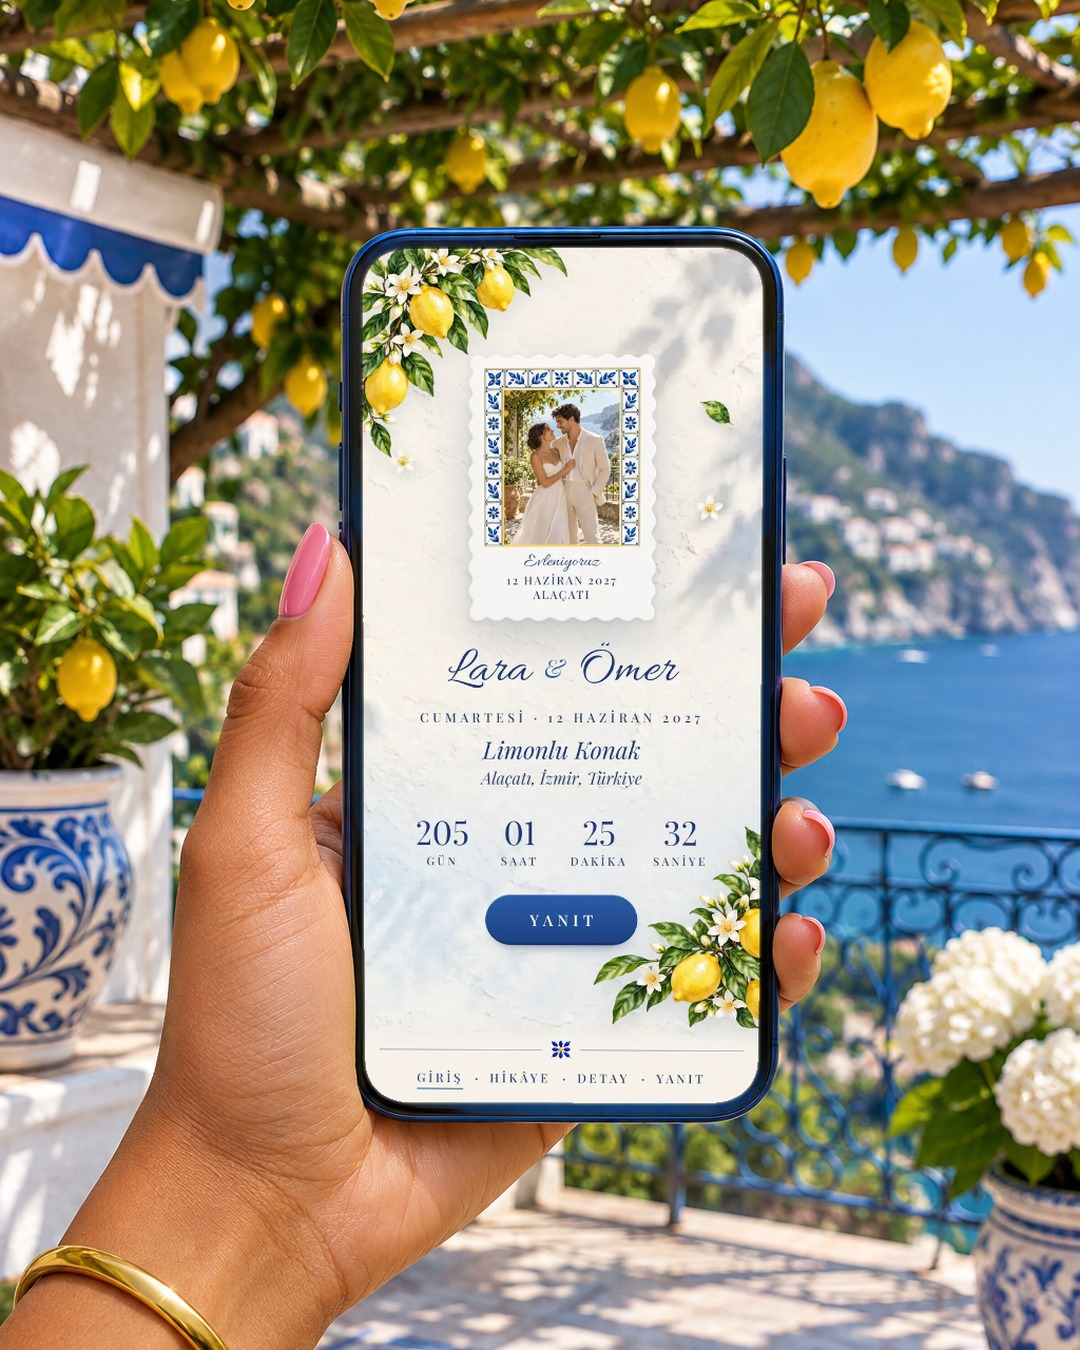 Evleniyoruz
12 HAZİRAN 2027
ALAÇATI
Lara & Ömer
CUMARTESİ · 12 HAZİRAN 2027
Limonlu Konak
Alaçatı, İzmir, Türkiye
205 01 25 32
GÜN SAAT DAKİKA SANİYE
YANIT
GİRİŞ · HİKÂYE · DETAY · YANIT